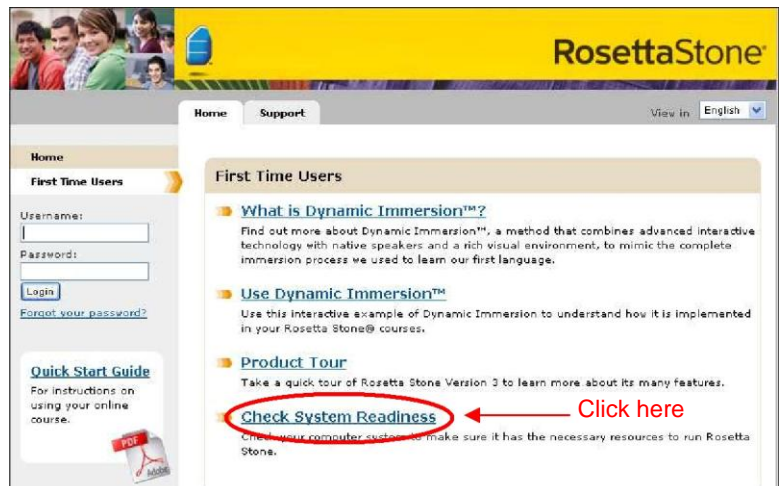 RosettaStone
Home
Support
View in
English
Home
First Time Users
Username:
Password:
Login
Forgot your password?
Quick Start Guide
For instructions on
using your online
course.
PDF
Adobe
First Time Users
What is Dynamic Immersion™?
Find out more about Dynamic Immersion™, a method that combines advanced interactive
technology with native speakers and a rich visual environment, to mimic the complete
immersion process we used to learn our first language.
Use Dynamic Immersion™
Use this interactive example of Dynamic Immersion to understand how it is implemented
in your Rosetta Stone® courses.
Product Tour
Take a quick tour of Rosetta Stone Version 3 to learn more about its many features.
Check System Readiness
Click here
Check your computer system to make sure it has the necessary resources to run Rosetta
Stone.